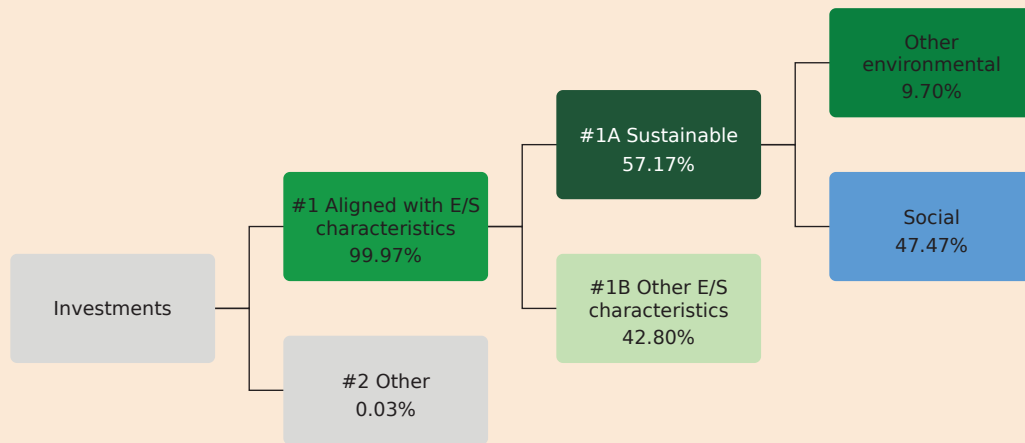 Investments
#1 Aligned with E/S
characteristics
99.97%
#2 Other
0.03%
#1A Sustainable
57.17%
#1B Other E/S
characteristics
42.80%
Other
environmental
9.70%
Social
47.47%